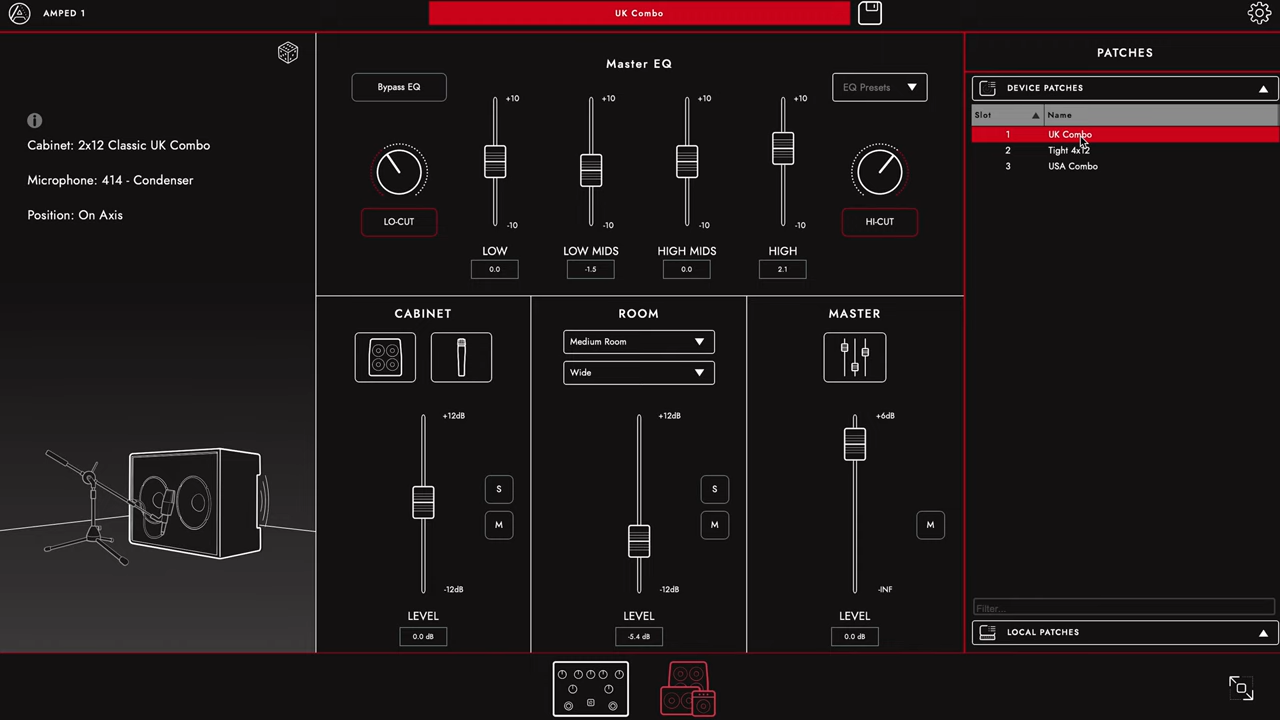 AMPED 1
UK Combo
Cabinet: 2x12 Classic UK Combo
Microphone: 414 - Condenser
Position: On Axis
Master EQ
Bypass EQ
EQ Presets
+10
+10
+10
+10
-10
-10
-10
-10
LO-CUT
HI-CUT
LOW
LOW MIDS
HIGH MIDS
HIGH
0.0
-1.5
0.0
2.1
CABINET
+12dB
S
M
-12dB
LEVEL
0.0 dB
ROOM
Medium Room
Wide
+12dB
S
M
-12dB
LEVEL
-5.4 dB
MASTER
+6dB
M
-INF
LEVEL
0.0 dB
PATCHES
DEVICE PATCHES
Slot Name
1 UK Combo
2 Tight 4x12
3 USA Combo
Filter...
LOCAL PATCHES